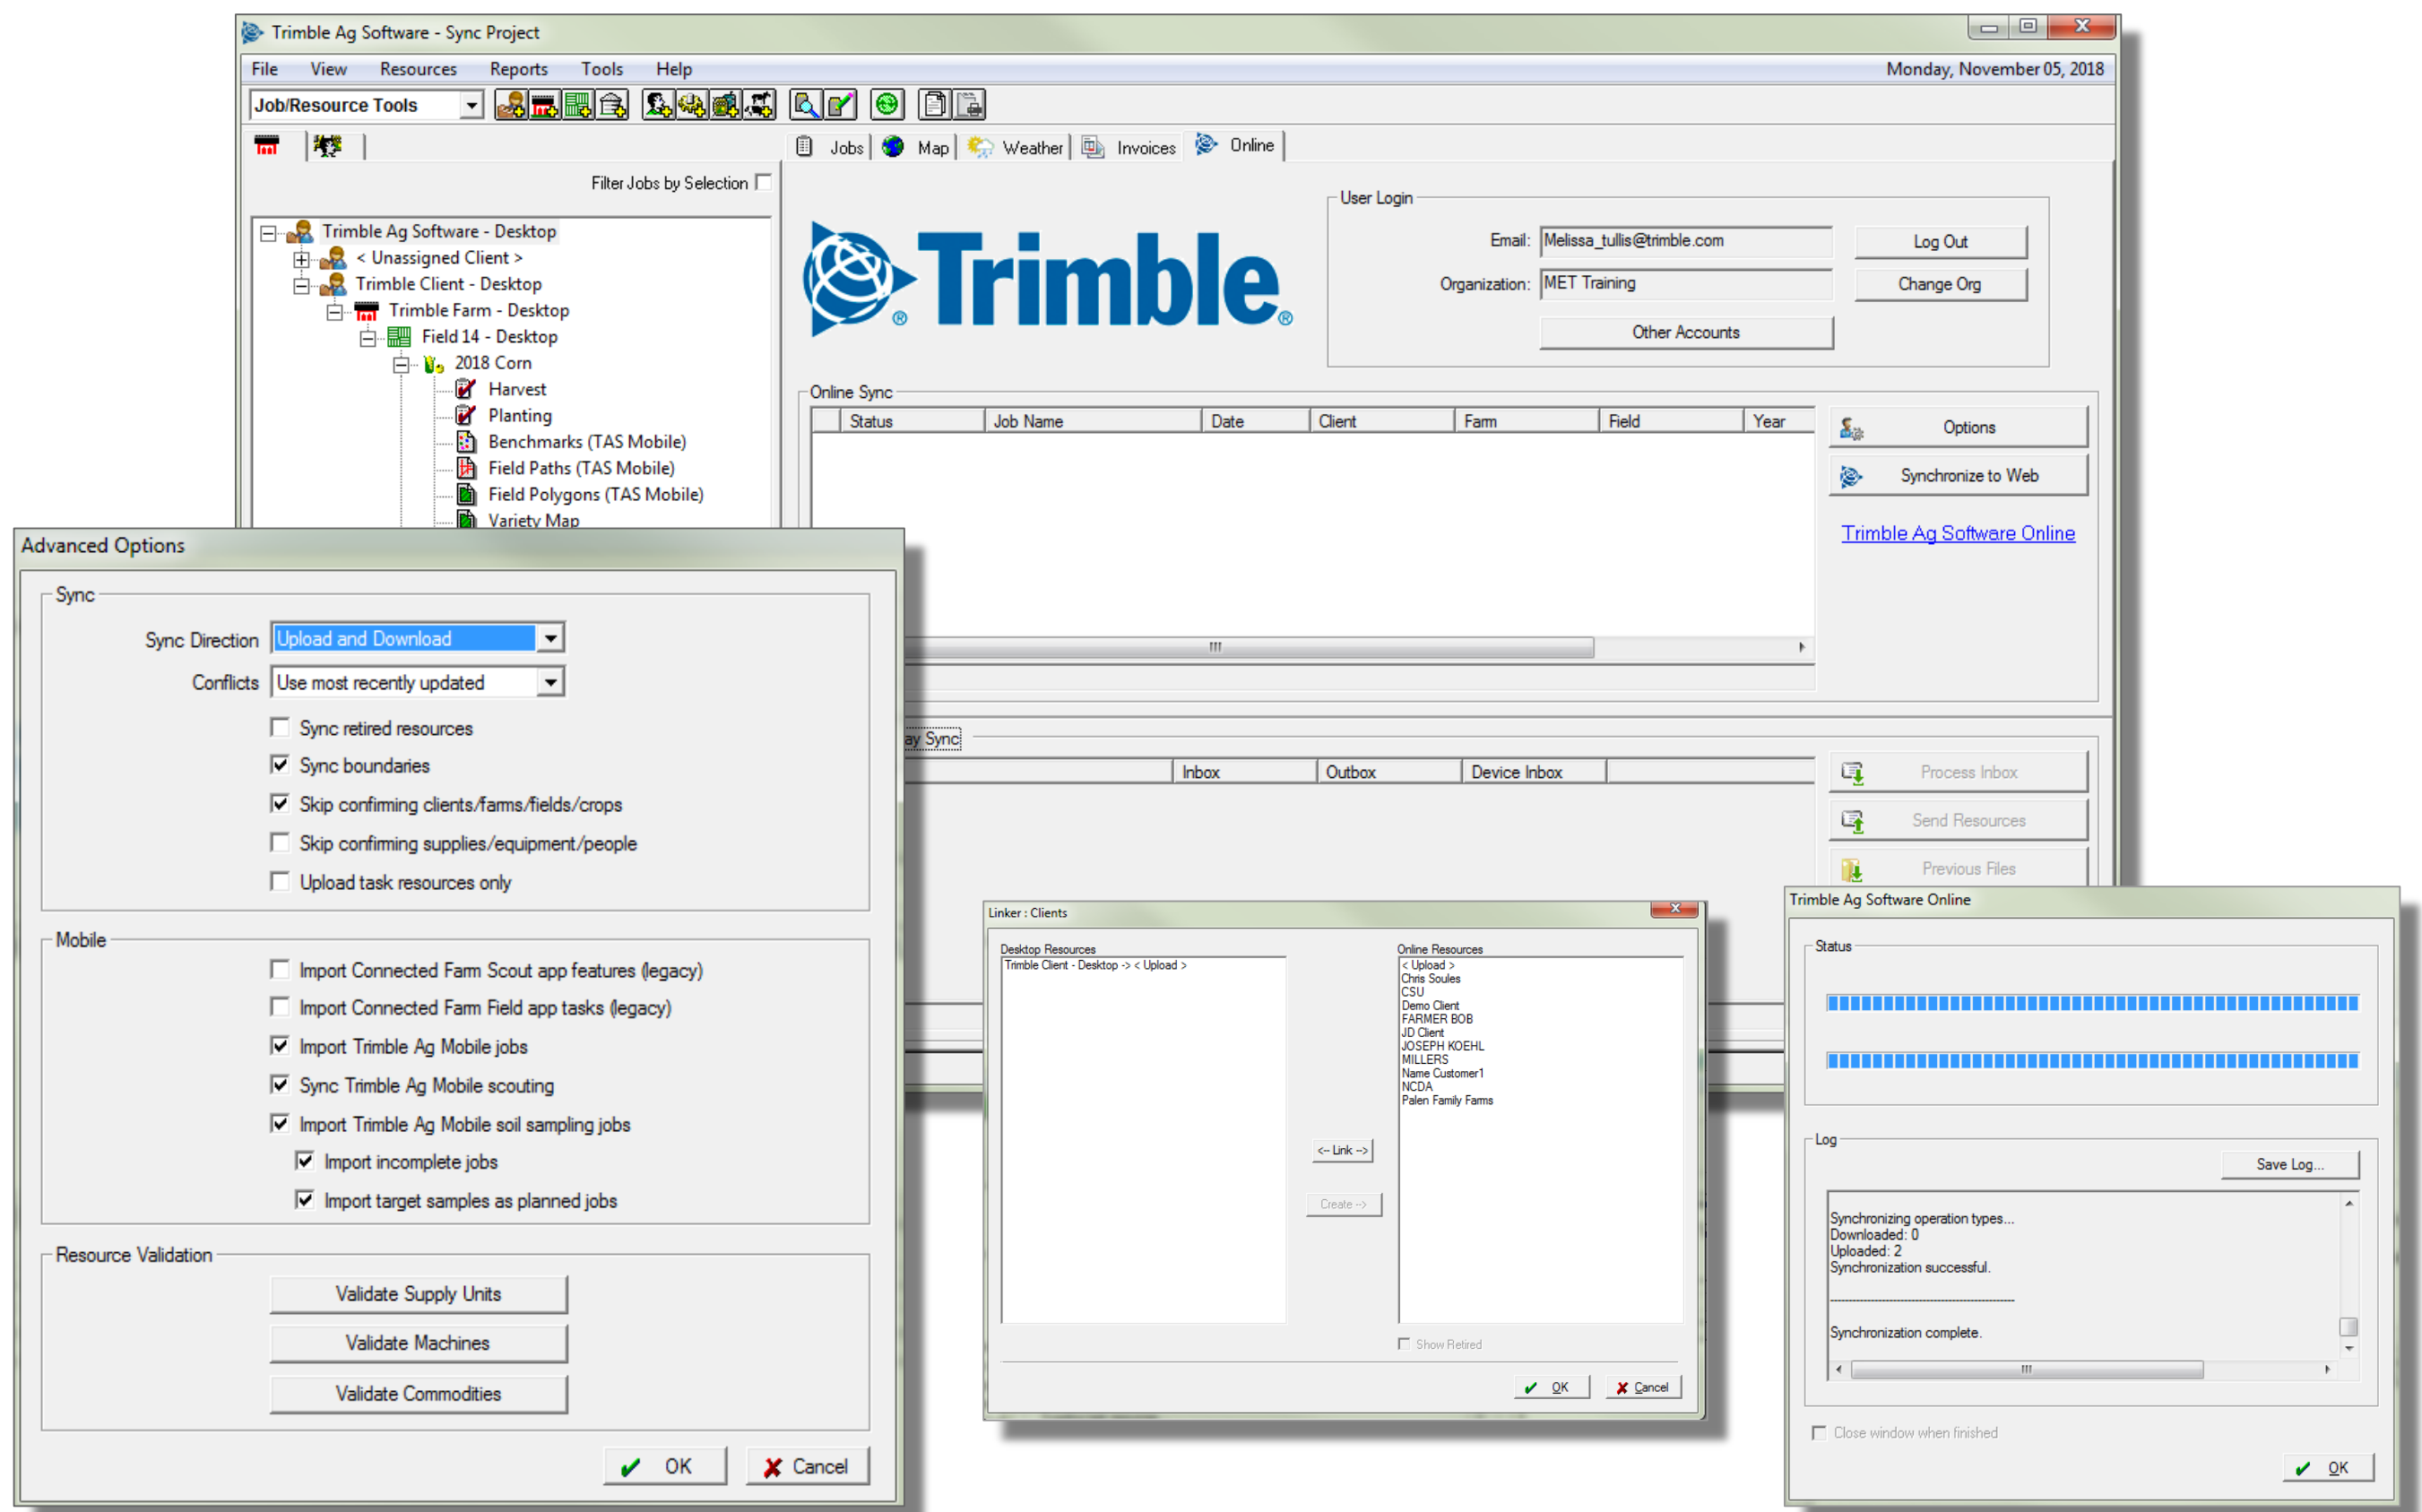 Trimble Ag Software - Sync Project
File View Resources Reports Tools Help Monday, November 05, 2018
Job/Resource Tools
Jobs Map Weather Invoices Online
Filter Jobs by Selection
Trimble Ag Software - Desktop
< Unassigned Client >
Trimble Client - Desktop
Trimble Farm - Desktop
Field 14 - Desktop
2018 Corn
Harvest
Planting
Benchmarks (TAS Mobile)
Field Paths (TAS Mobile)
Field Polygons (TAS Mobile)
Variety Map
Trimble®
User Login
Email: Melissa_tullis@trimble.com Log Out
Organization: MET Training Change Org
Other Accounts
Online Sync
Status Job Name Date Client Farm Field Year
Options
Synchronize to Web
Trimble Ag Software Online
ay Sync
Inbox Outbox Device Inbox
Process Inbox
Send Resources
Previous Files
Advanced Options
Sync
Sync Direction Upload and Download
Conflicts Use most recently updated
Sync retired resources
Sync boundaries
Skip confirming clients/farms/fields/crops
Skip confirming supplies/equipment/people
Upload task resources only
Mobile
Import Connected Farm Scout app features (legacy)
Import Connected Farm Field app tasks (legacy)
Import Trimble Ag Mobile jobs
Sync Trimble Ag Mobile scouting
Import Trimble Ag Mobile soil sampling jobs
Import incomplete jobs
Import target samples as planned jobs
Resource Validation
Validate Supply Units
Validate Machines
Validate Commodities
OK Cancel
Linker : Clients
Desktop Resources
Trimble Client - Desktop -> < Upload >
Online Resources
< Upload >
Chris Soules
CSU
Demo Client
FARMER BOB
JD Client
JOSEPH KOEHL
MILLERS
Name Customer1
NCDA
Palen Family Farms
<-- Link -->
Create -->
Show Retired
OK Cancel
Trimble Ag Software Online
Status
Log
Save Log...
Synchronizing operation types...
Downloaded: 0
Uploaded: 2
Synchronization successful.
------------------------------------------------
Synchronization complete.
Close window when finished
OK